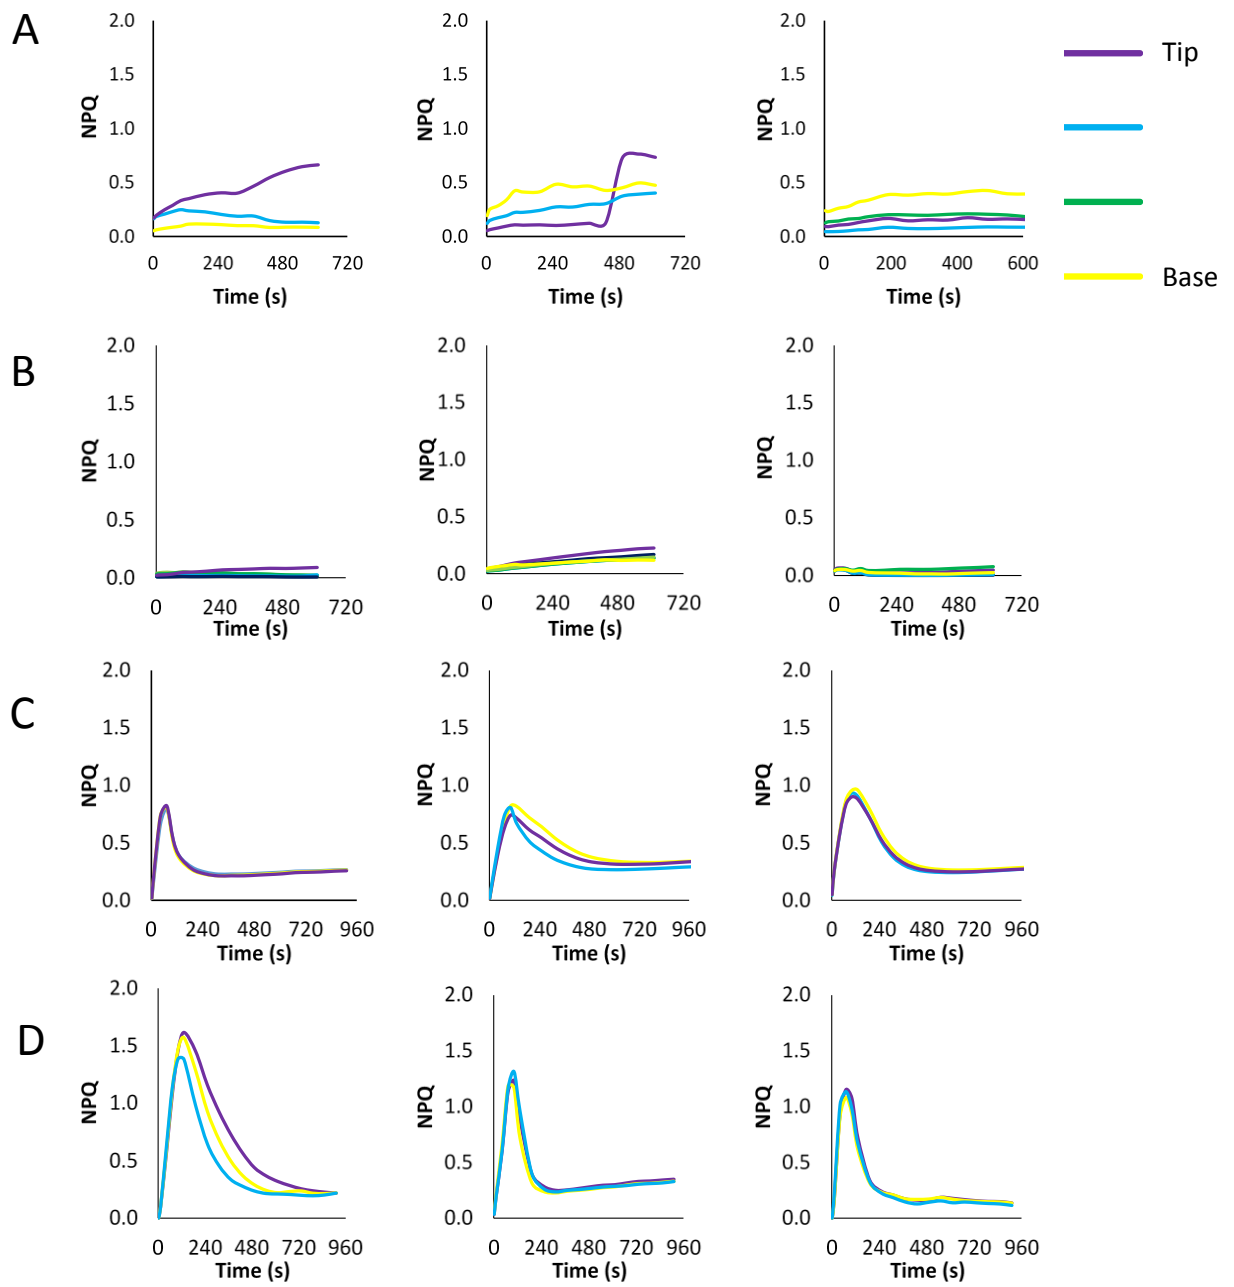 A
2.0 2.0 2.0
Tip
1.5 1.5 1.5
NPQ NPQ NPQ
1.0 1.0 1.0
0.5 0.5 0.5
Base
0.0 0.0 0.0
0 240 480 720 0 240 480 720 0 200 400 600
Time (s) Time (s) Time (s)
B
2.0 2.0 2.0
1.5 1.5 1.5
NPQ NPQ NPQ
1.0 1.0 1.0
0.5 0.5 0.5
0.0 0.0 0.0
0 240 480 720 0 240 480 720 0 240 480 720
Time (s) Time (s) Time (s)
C
2.0 2.0 2.0
1.5 1.5 1.5
NPQ NPQ NPQ
1.0 1.0 1.0
0.5 0.5 0.5
0.0 0.0 0.0
0 240 480 720 960 0 240 480 720 960 0 240 480 720 960
Time (s) Time (s) Time (s)
D
2.0 2.0 2.0
1.5 1.5 1.5
NPQ NPQ NPQ
1.0 1.0 1.0
0.5 0.5 0.5
0.0 0.0 0.0
0 240 480 720 960 0 240 480 720 960 0 240 480 720 960
Time (s) Time (s) Time (s)